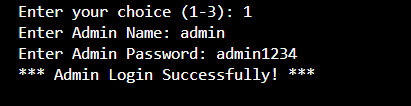 Enter your choice (1-3): 1
Enter Admin Name: admin
Enter Admin Password: admin1234
*** Admin Login Successfully! ***